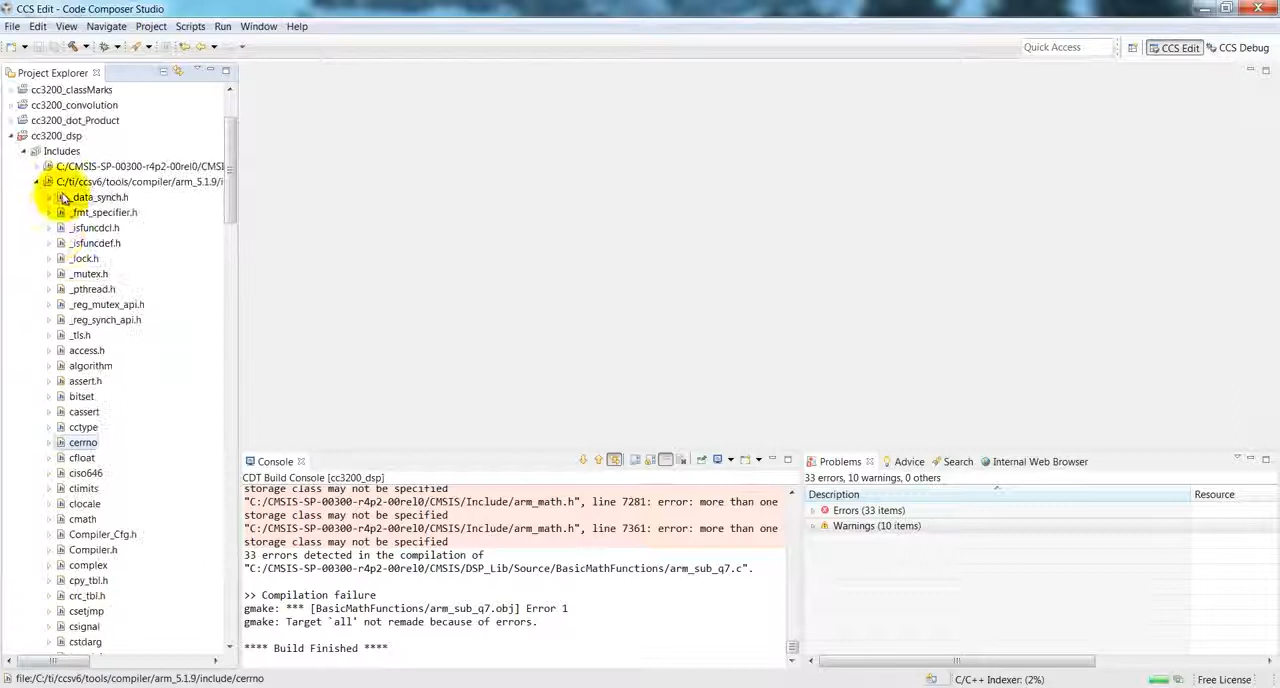 CCS Edit - Code Composer Studio
File Edit View Navigate Project Scripts Run Window Help
Quick Access CCS Edit CCS Debug
Project Explorer
cc3200_classMarks
cc3200_convolution
cc3200_dot_Product
cc3200_dsp
Includes
C:/CMSIS-SP-00300-r4p2-00rel0/CMSI
C:/ti/ccsv6/tools/compiler/arm_5.1.9/i
_data_synch.h
_fmt_specifier.h
_isfuncdcl.h
_isfuncdef.h
_lock.h
_mutex.h
_pthread.h
_reg_mutex_api.h
_reg_synch_api.h
_tls.h
access.h
algorithm
assert.h
bitset
cassert
cctype
cerrno
cfloat
ciso646
climits
clocale
cmath
Compiler_Cfg.h
Compiler.h
complex
cpy_tbl.h
crc_tbl.h
csetjmp
csignal
cstdarg
Console
CDT Build Console [cc3200_dsp]
storage class may not be specified
"C:/CMSIS-SP-00300-r4p2-00rel0/CMSIS/Include/arm_math.h", line 7281: error: more than one
storage class may not be specified
"C:/CMSIS-SP-00300-r4p2-00rel0/CMSIS/Include/arm_math.h", line 7361: error: more than one
storage class may not be specified
33 errors detected in the compilation of
"C:/CMSIS-SP-00300-r4p2-00rel0/CMSIS/DSP_Lib/Source/BasicMathFunctions/arm_sub_q7.c".
>> Compilation failure
gmake: *** [BasicMathFunctions/arm_sub_q7.obj] Error 1
gmake: Target `all' not remade because of errors.
**** Build Finished ****
Problems Advice Search Internal Web Browser
33 errors, 10 warnings, 0 others
Description Resource
Errors (33 items)
Warnings (10 items)
file:/C:/ti/ccsv6/tools/compiler/arm_5.1.9/include/cerrno
C/C++ Indexer: (2%) Free License